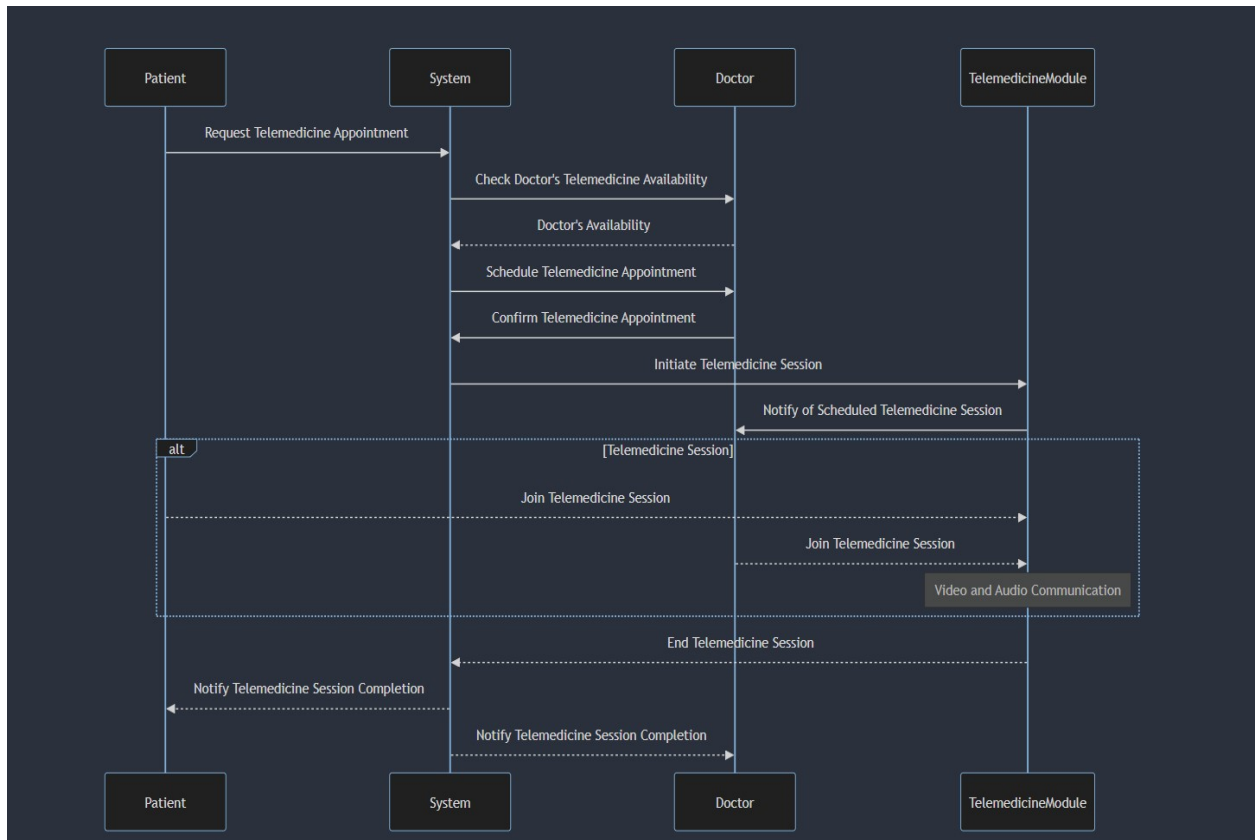 Patient
System
Doctor
TelemedicineModule
Request Telemedicine Appointment
Check Doctor's Telemedicine Availability
Doctor's Availability
Schedule Telemedicine Appointment
Confirm Telemedicine Appointment
Initiate Telemedicine Session
Notify of Scheduled Telemedicine Session
alt
[Telemedicine Session]
Join Telemedicine Session
Join Telemedicine Session
Video and Audio Communication
End Telemedicine Session
Notify Telemedicine Session Completion
Notify Telemedicine Session Completion
Patient
System
Doctor
TelemedicineModule